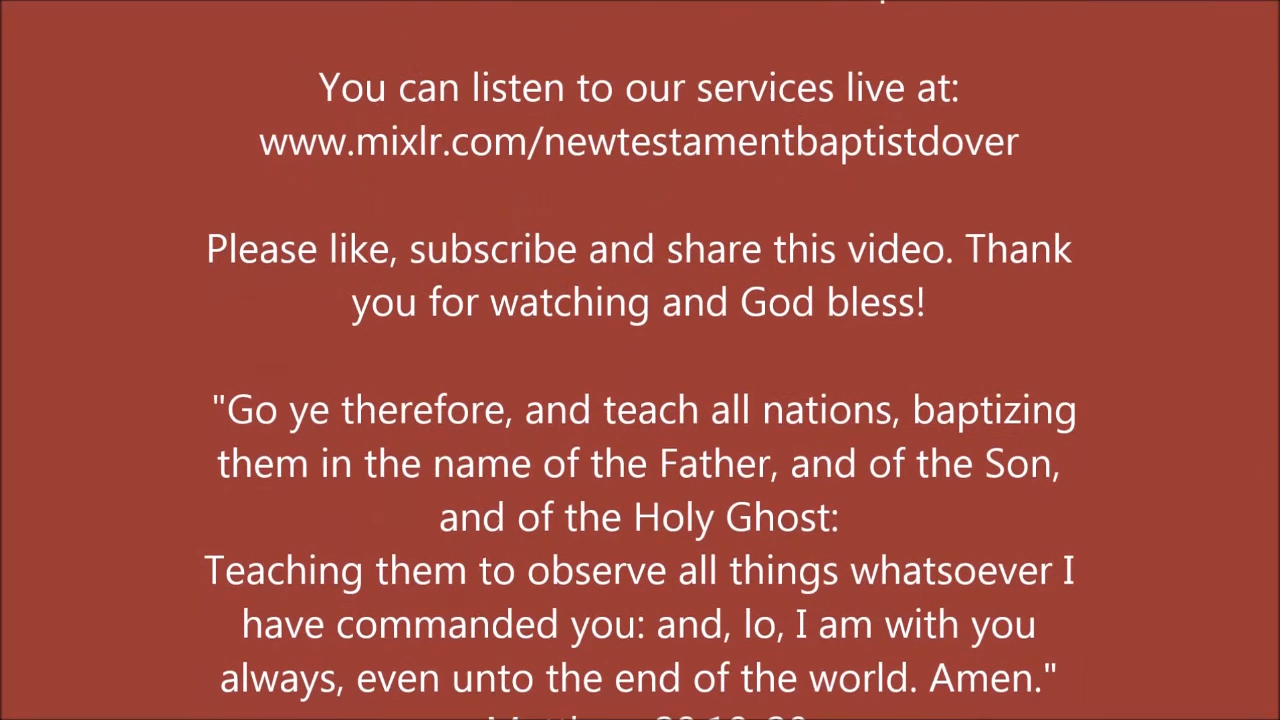 You can listen to our services live at:
www.mixlr.com/newtestamentbaptistdover
Please like, subscribe and share this video. Thank
you for watching and God bless!
"Go ye therefore, and teach all nations, baptizing
them in the name of the Father, and of the Son,
and of the Holy Ghost:
Teaching them to observe all things whatsoever I
have commanded you: and, lo, I am with you
always, even unto the end of the world. Amen."